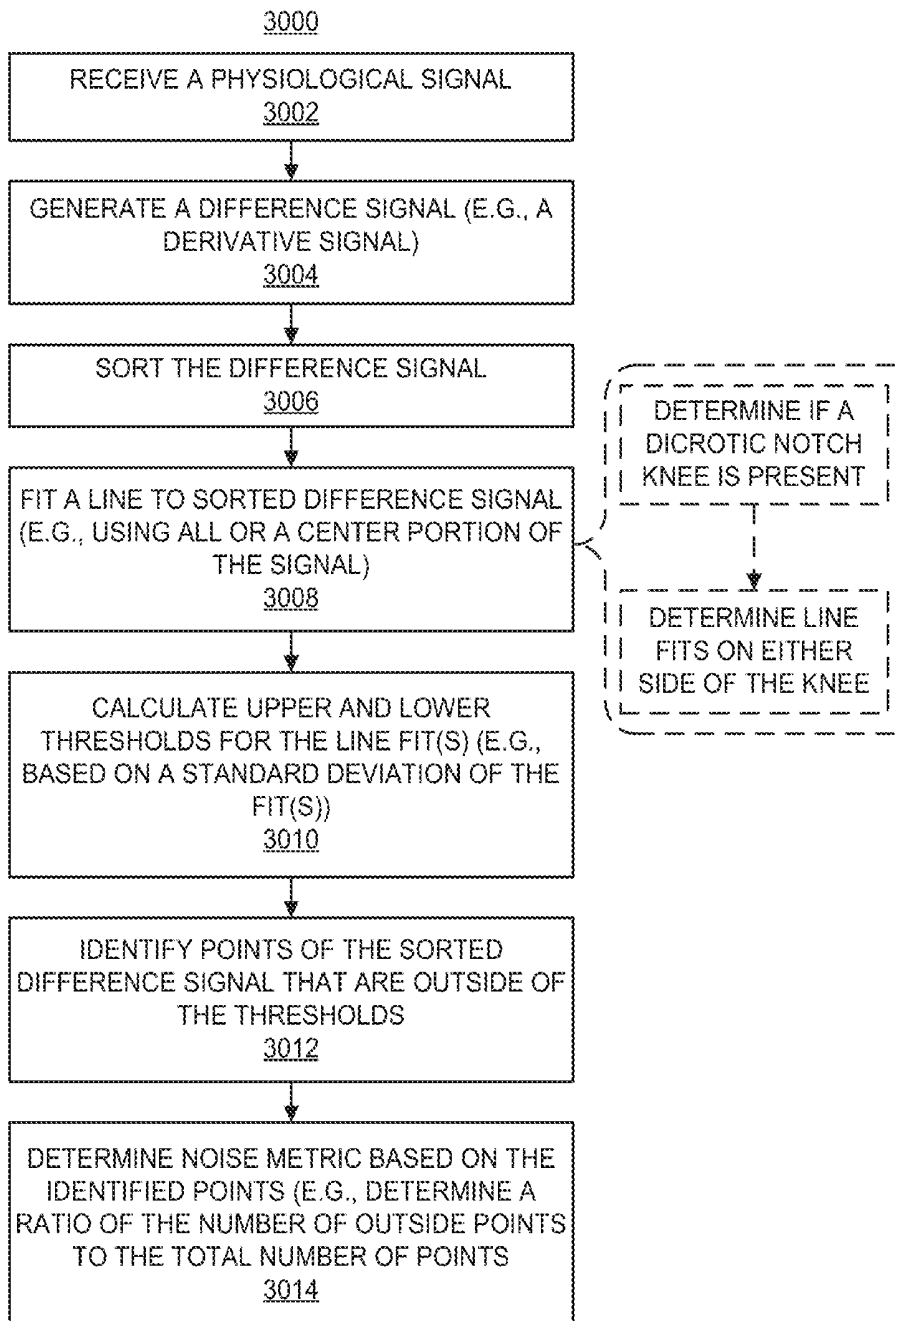 3000
RECEIVE A PHYSIOLOGICAL SIGNAL
3002
GENERATE A DIFFERENCE SIGNAL (E.G., A
DERIVATIVE SIGNAL)
3004
SORT THE DIFFERENCE SIGNAL
3006
FIT A LINE TO SORTED DIFFERENCE SIGNAL
(E.G., USING ALL OR A CENTER PORTION OF
THE SIGNAL)
3008
DETERMINE IF A
DICROTIC NOTCH
KNEE IS PRESENT
DETERMINE LINE
FITS ON EITHER
SIDE OF THE KNEE
CALCULATE UPPER AND LOWER
THRESHOLDS FOR THE LINE FIT(S) (E.G.,
BASED ON A STANDARD DEVIATION OF THE
FIT(S))
3010
IDENTIFY POINTS OF THE SORTED
DIFFERENCE SIGNAL THAT ARE OUTSIDE OF
THE THRESHOLDS
3012
DETERMINE NOISE METRIC BASED ON THE
IDENTIFIED POINTS (E.G., DETERMINE A
RATIO OF THE NUMBER OF OUTSIDE POINTS
TO THE TOTAL NUMBER OF POINTS
3014